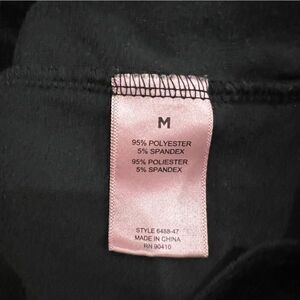 M
95% POLYESTER
5% SPANDEX
95% POLIESTER
5% SPANDEX
STYLE 6488-47
MADE IN CHINA
RN 90410